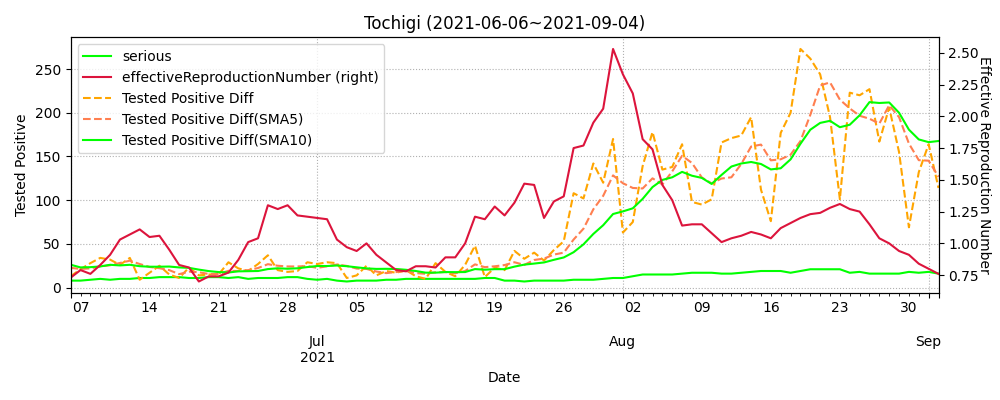 Tochigi (2021-06-06~2021-09-04)
serious
effectiveReproductionNumber (right)
Tested Positive Diff
Tested Positive Diff(SMA5)
Tested Positive Diff(SMA10)
Tested Positive
250
200
150
100
50
0
2.50
2.25
2.00
1.75
1.50
1.25
1.00
0.75
Effective Reproduction Number
07 14 21 28 05 12 19 26 02 09 16 23 30
Jul Aug Sep
2021
Date